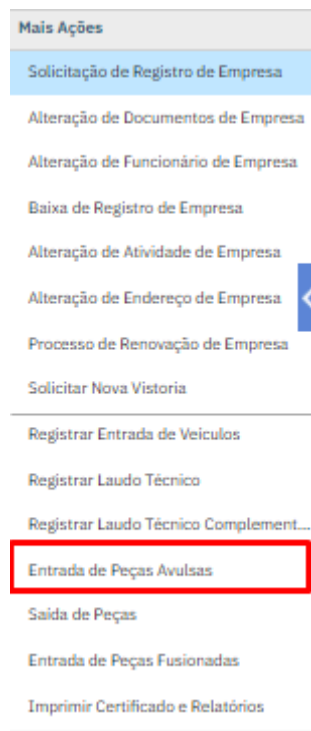 Mais Ações
Solicitação de Registro de Empresa
Alteração de Documentos de Empresa
Alteração de Funcionário de Empresa
Baixa de Registro de Empresa
Alteração de Atividade de Empresa
Alteração de Endereço de Empresa
Processo de Renovação de Empresa
Solicitar Nova Vistoria
Registrar Entrada de Veiculos
Registrar Laudo Técnico
Registrar Laudo Técnico Complement...
Entrada de Peças Avulsas
Saída de Peças
Entrada de Peças Fusionadas
Imprimir Certificado e Relatórios